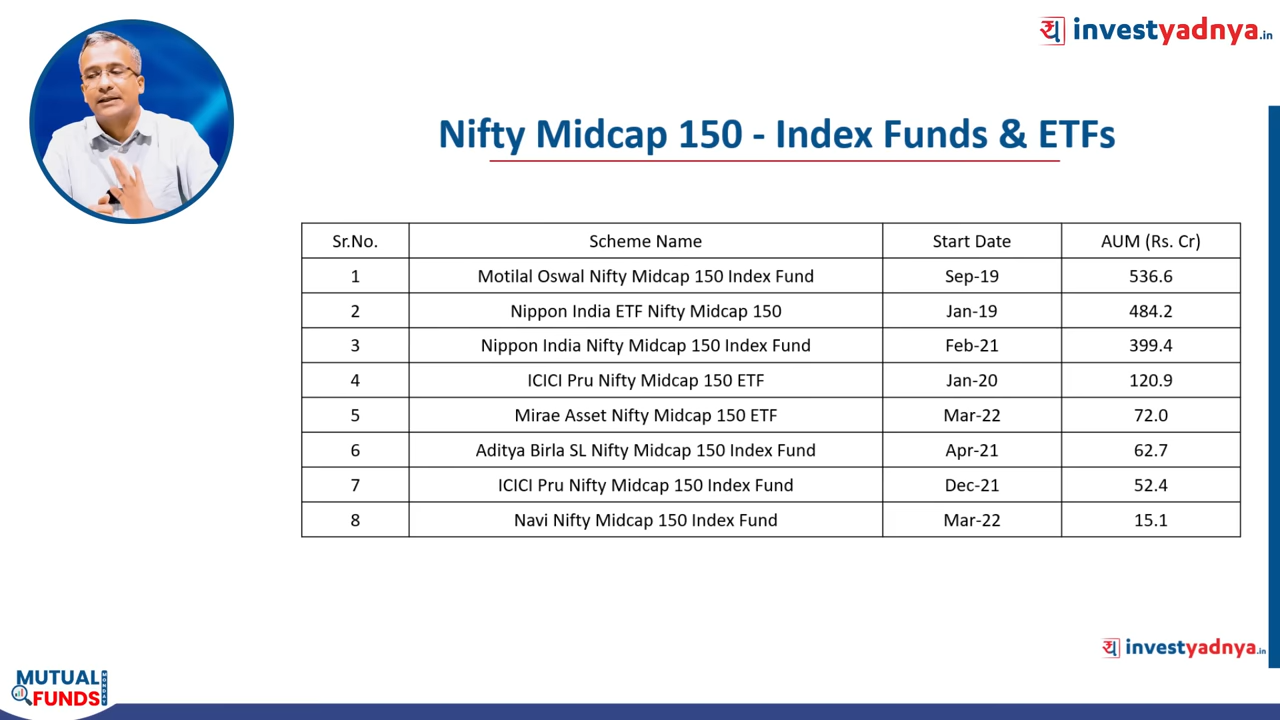 investyadnya.in
Nifty Midcap 150 - Index Funds & ETFs
Sr.No. Scheme Name Start Date AUM (Rs. Cr)
1 Motilal Oswal Nifty Midcap 150 Index Fund Sep-19 536.6
2 Nippon India ETF Nifty Midcap 150 Jan-19 484.2
3 Nippon India Nifty Midcap 150 Index Fund Feb-21 399.4
4 ICICI Pru Nifty Midcap 150 ETF Jan-20 120.9
5 Mirae Asset Nifty Midcap 150 ETF Mar-22 72.0
6 Aditya Birla SL Nifty Midcap 150 Index Fund Apr-21 62.7
7 ICICI Pru Nifty Midcap 150 Index Fund Dec-21 52.4
8 Navi Nifty Midcap 150 Index Fund Mar-22 15.1
investyadnya.in
MUTUAL
FUNDS